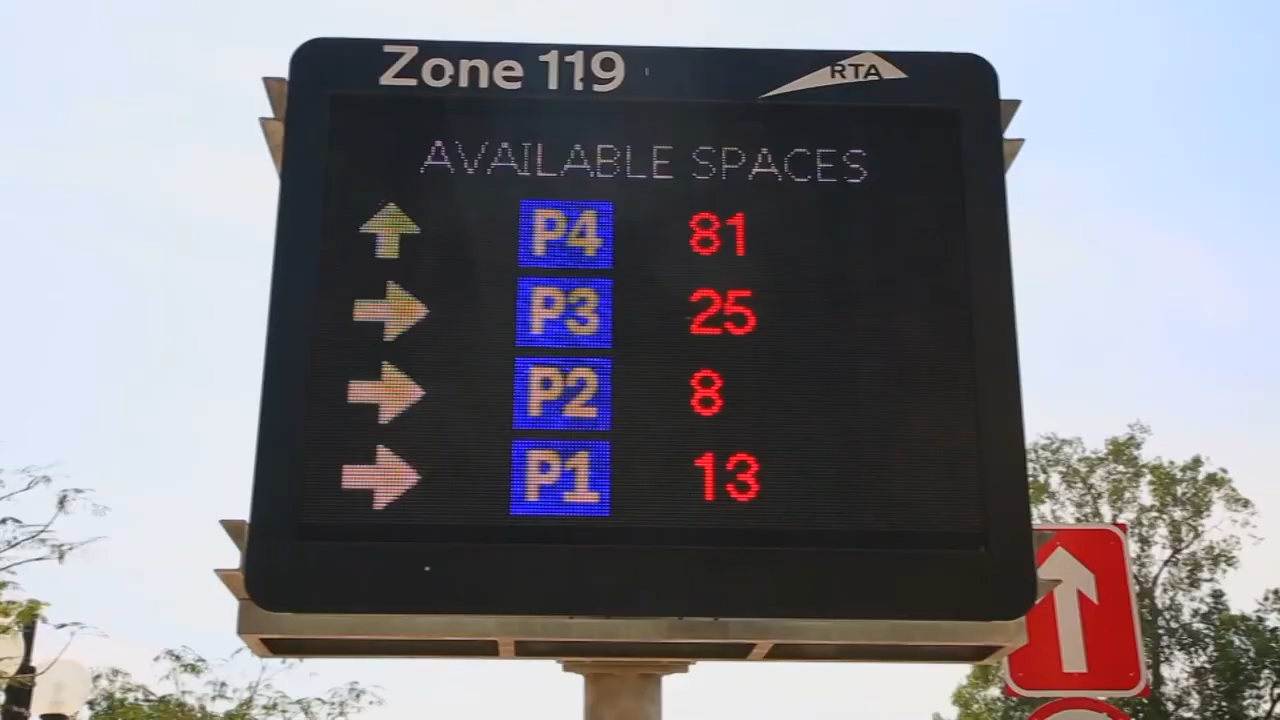 Zone 119
RTA
AVAILABLE SPACES
P4 81
P3 25
P2 8
P1 13